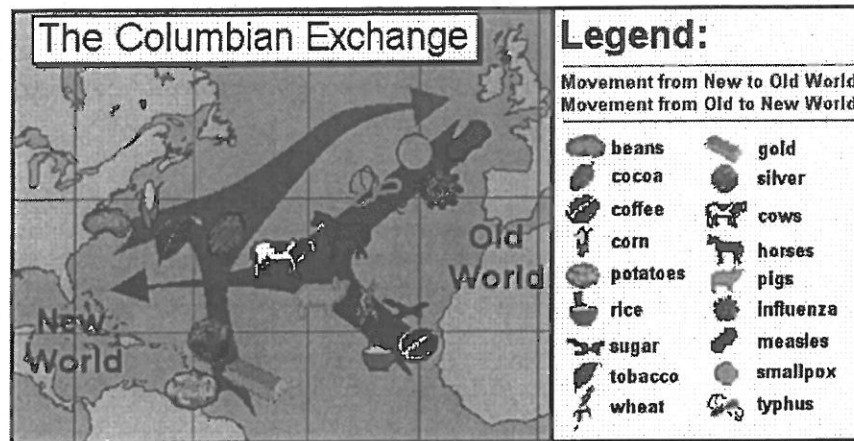 The Columbian Exchange
New
World
Old
World
Legend:
Movement from New to Old World
Movement from Old to New World
beans
cocoa
coffee
corn
potatoes
rice
sugar
tobacco
wheat
gold
silver
cows
horses
pigs
influenza
measles
smallpox
typhus